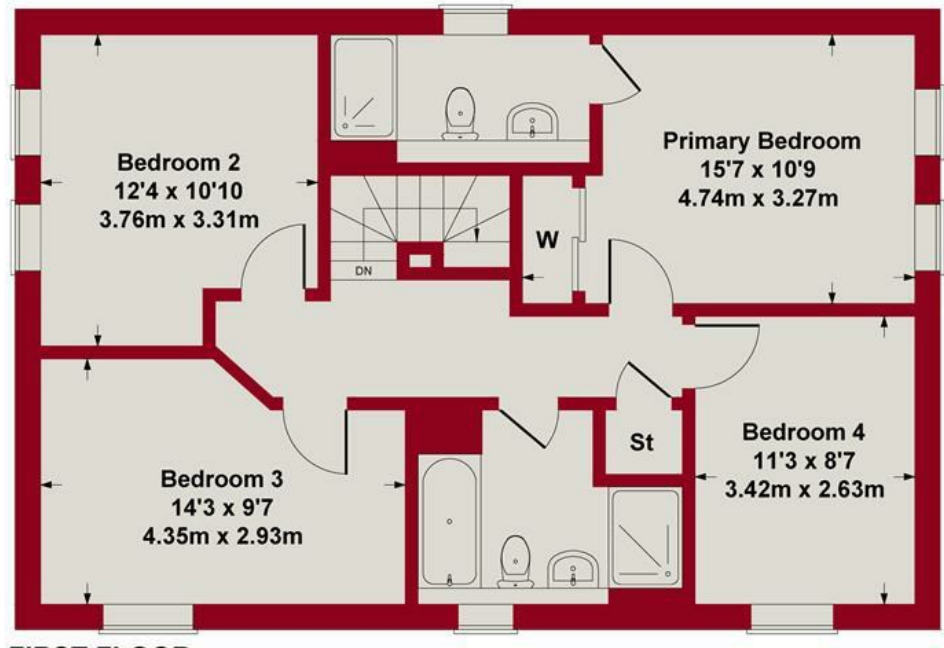 Bedroom 2
12'4 x 10'10
3.76m x 3.31m
Primary Bedroom
15'7 x 10'9
4.74m x 3.27m
W
DN
Bedroom 3
14'3 x 9'7
4.35m x 2.93m
St
Bedroom 4
11'3 x 8'7
3.42m x 2.63m
FIRST FLOOR